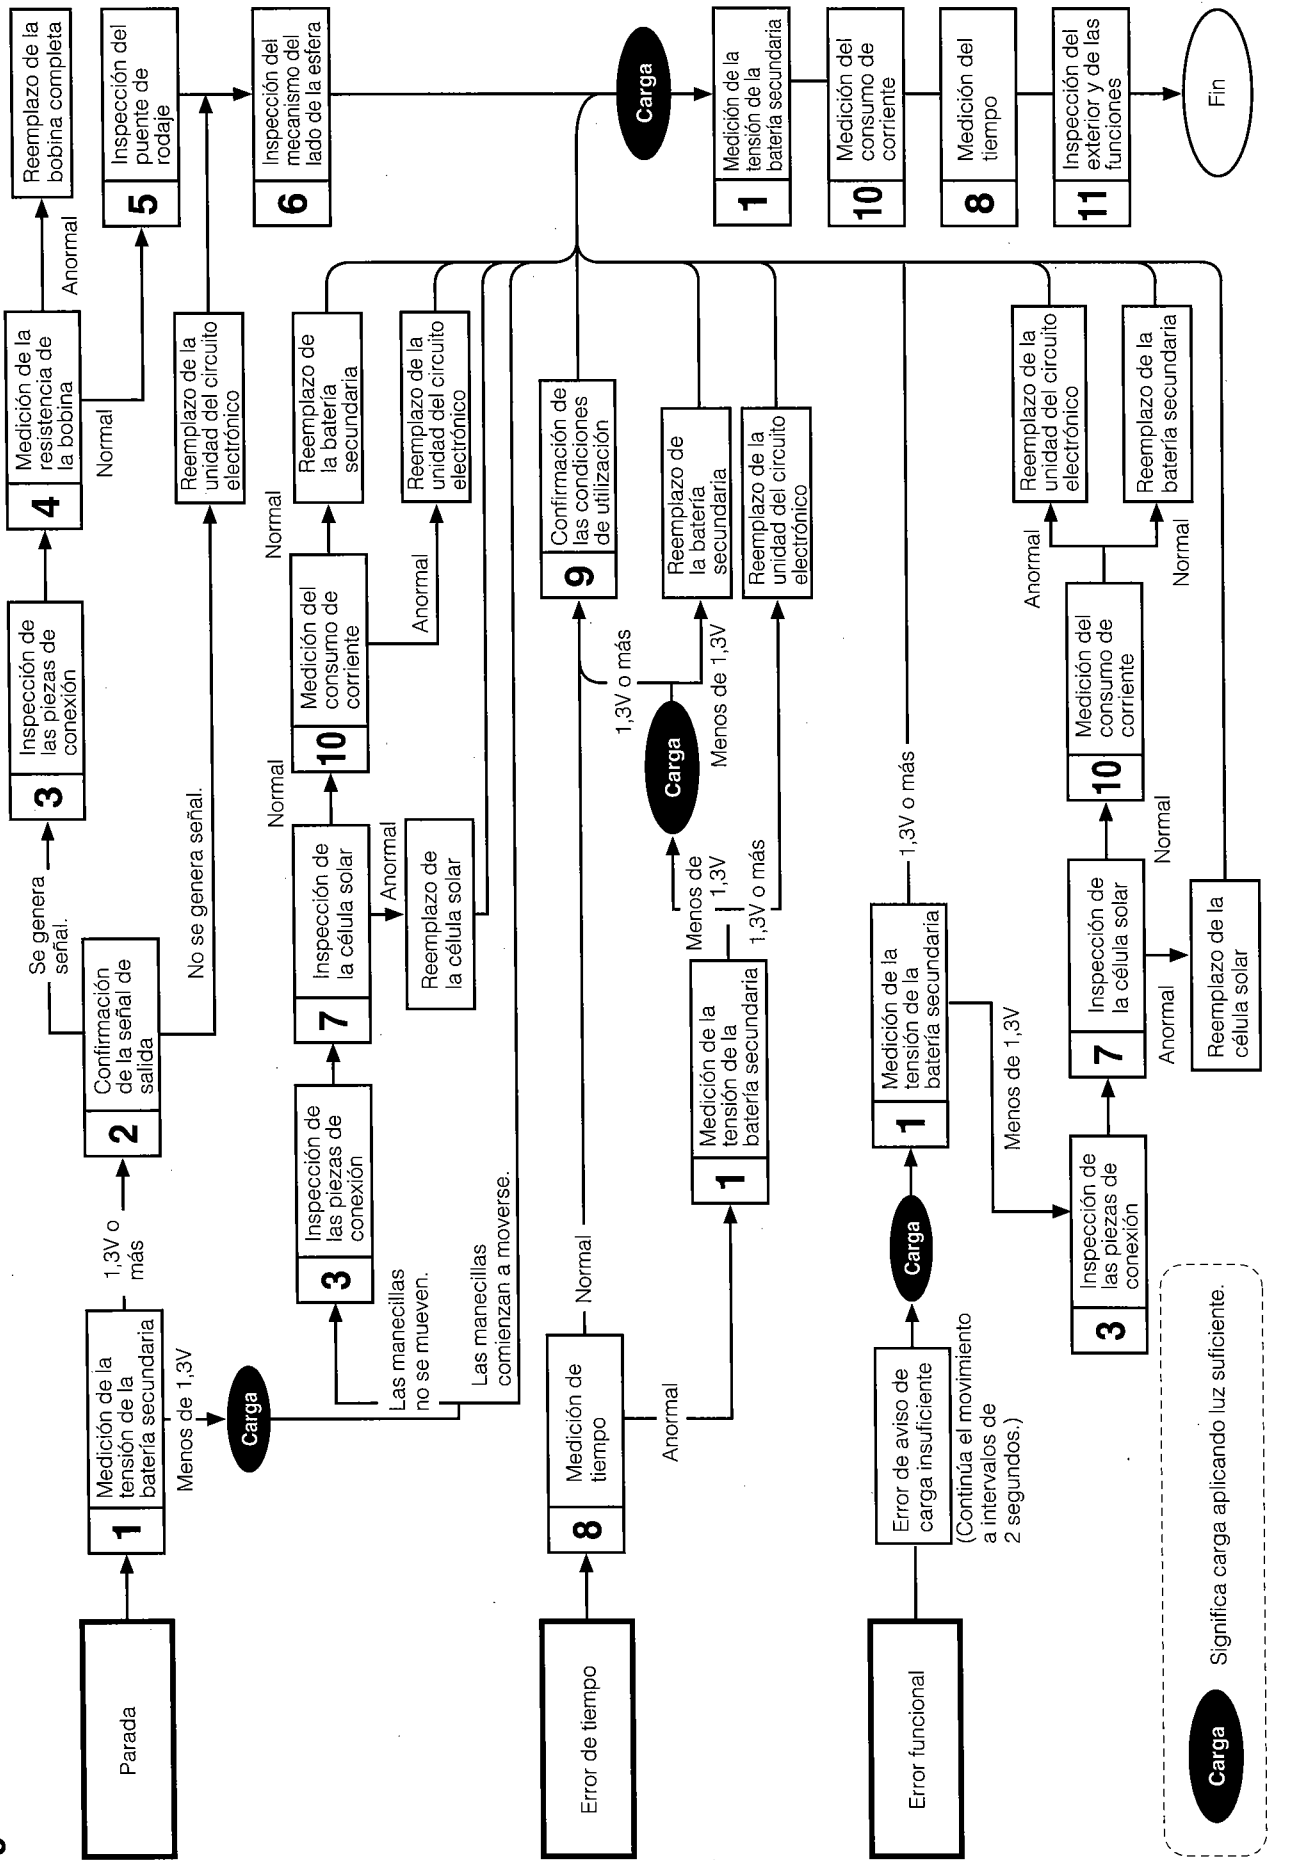 Parada
1
Medición de la
tensión de la
batería secundaria
1,3V o
más
2
Confirmación
de la señal de
salida
Se genera
señal.
3
Inspección de
las piezas de
conexión
4
Medición de la
resistencia de
la bobina
Anormal
Reemplazo de la
bobina completa
Normal
5
Inspección del
puente de
rodaje
No se genera señal.
Reemplazo de la
unidad del circuito
electrónico
6
Inspección del
mecanismo del
lado de la esfera
Menos de 1,3V
Carga
Las manecillas
no se mueven.
3
Inspección de
las piezas de
conexión
7
Inspección de
la célula solar
Normal
10
Medición del
consumo de
corriente
Normal
Reemplazo de
la batería
secundaria
Anormal
Reemplazo de la
unidad del circuito
electrónico
Anormal
Reemplazo de
la célula solar
Las manecillas
comienzan a moverse.
Error de tiempo
8
Medición de
tiempo
Normal
9
Confirmación de
las condiciones
de utilización
Anormal
1
Medición de la
tensión de la
batería secundaria
Menos de
1,3V
Carga
1,3V o más
Menos de 1,3V
Reemplazo de
la batería
secundaria
1,3V o más
Reemplazo de la
unidad del circuito
electrónico
Error funcional
Error de aviso de
carga insuficiente
(Continúa el movimiento
a intervalos de
2 segundos.)
Carga
1
Medición de la
tensión de la
batería secundaria
1,3V o más
Menos de 1,3V
3
Inspección de
las piezas de
conexión
7
Inspección de
la célula solar
Normal
10
Medición del
consumo de
corriente
Anormal
Reemplazo de la
unidad del circuito
electrónico
Normal
Reemplazo de la
batería secundaria
Anormal
Reemplazo de la
célula solar
Carga
1
Medición de la
tensión de la
batería secundaria
10
Medición del
consumo de
corriente
8
Medición del
tiempo
11
Inspección del
exterior y de las
funciones
Fin
Carga
Significa carga aplicando luz suficiente.